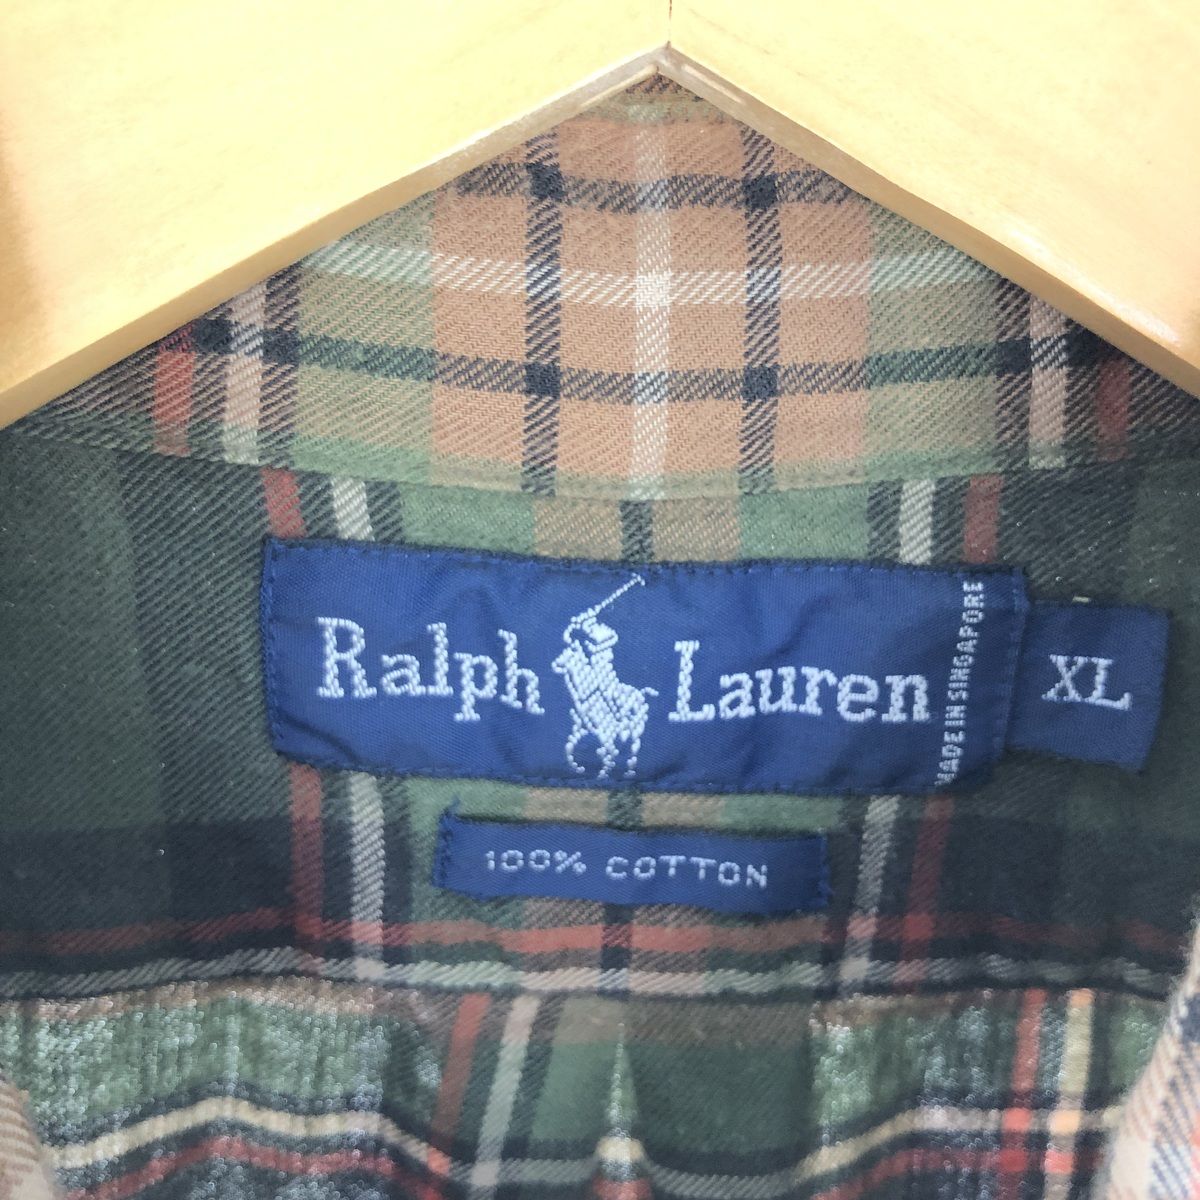 Ralph Lauren
MADE IN SINGAPORE
XL
100% COTTON